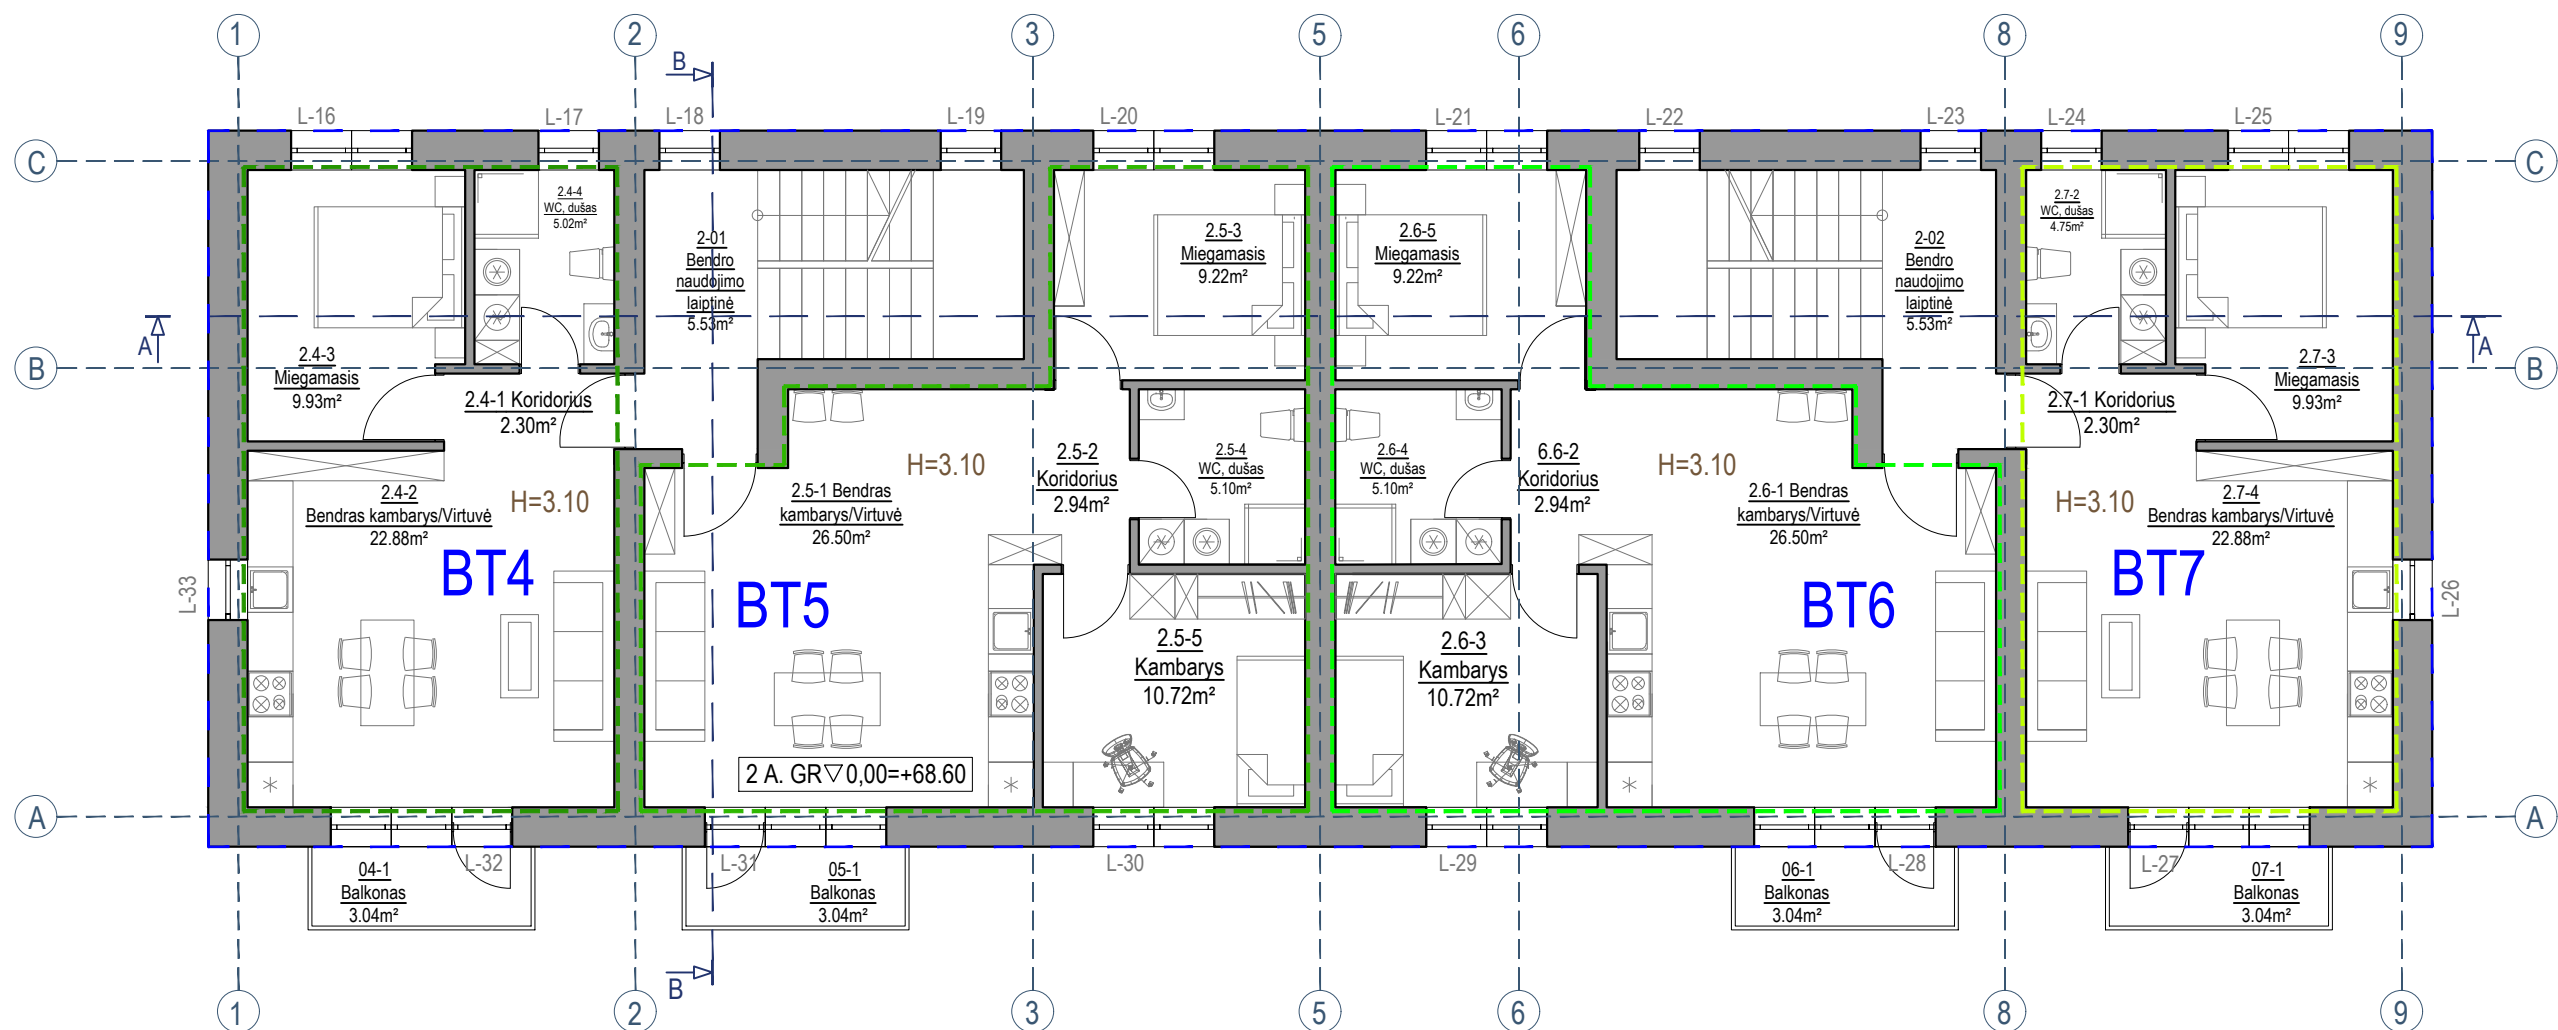 1 2 3 5 6 8 9
B
L-16 L-17 L-18 L-19 L-20 L-21 L-22 L-23 L-24 L-25
C C
2.4-4
WC, dušas
5.02m²
2-01
Bendro
naudojimo
laiptinė
5.53m²
2.5-3
Miegamasis
9.22m²
2.6-5
Miegamasis
9.22m²
2-02
Bendro
naudojimo
laiptinė
5.53m²
2.7-2
WC, dušas
4.75m²
A A
B B
2.4-3
Miegamasis
9.93m²
2.4-1 Koridorius
2.30m²
2.7-1 Koridorius
2.30m²
2.7-3
Miegamasis
9.93m²
2.4-2
Bendras kambarys/Virtuvė
22.88m²
H=3.10
2.5-1 Bendras
kambarys/Virtuvė
26.50m²
H=3.10
2.5-2
Koridorius
2.94m²
2.5-4
WC, dušas
5.10m²
2.6-4
WC, dušas
5.10m²
6.6-2
Koridorius
2.94m²
H=3.10
2.6-1 Bendras
kambarys/Virtuvė
26.50m²
H=3.10
2.7-4
Bendras kambarys/Virtuvė
22.88m²
L-33
BT4
BT5
BT6
BT7
L-26
2.5-5
Kambarys
10.72m²
2.6-3
Kambarys
10.72m²
2 A. GR▽0,00=+68.60
A A
L-32 L-31 L-30 L-29 L-28 L-27
04-1
Balkonas
3.04m²
05-1
Balkonas
3.04m²
06-1
Balkonas
3.04m²
07-1
Balkonas
3.04m²
B
1 2 3 5 6 8 9